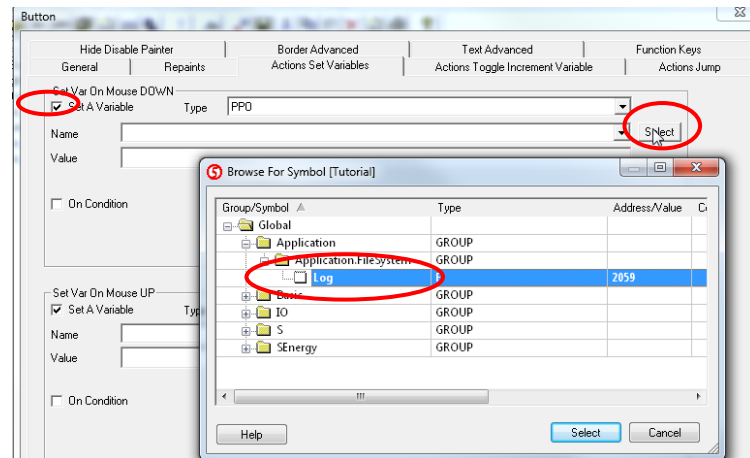 Button
Hide Disable Painter Border Advanced Text Advanced Function Keys
General Repaints Actions Set Variables Actions Toggle Increment Variable Actions Jump
Set Var On Mouse DOWN
Set A Variable Type PPO
Name Select
Value
On Condition
Browse For Symbol [Tutorial]
Group/Symbol Type Address/Value
Global
Application GROUP
Application.FileSystem GROUP
Log F 2059
Basic GROUP
IO GROUP
S GROUP
SEnergy GROUP
Set Var On Mouse UP
Set A Variable
Name
Value
On Condition
Help Select Cancel